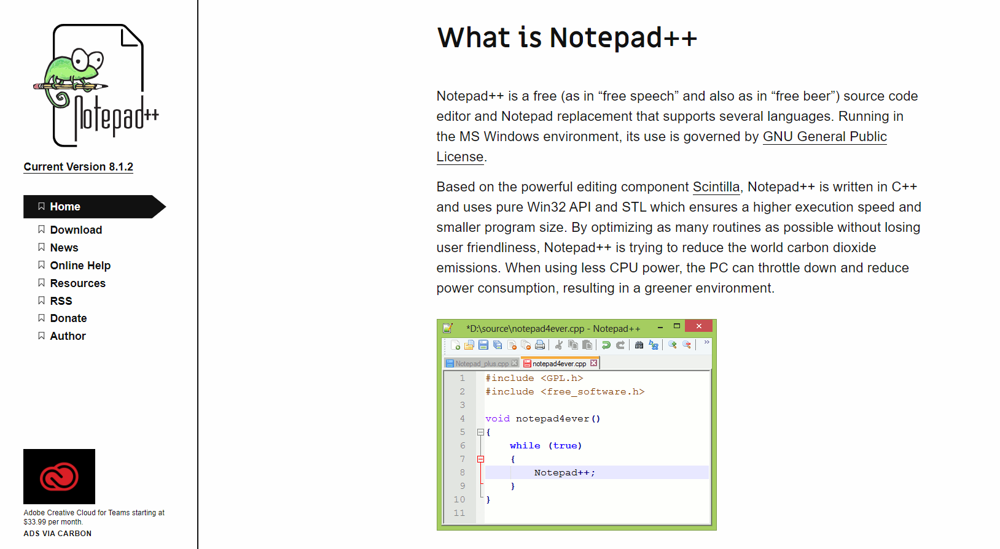 Notepad++
Current Version 8.1.2
Home
Download
News
Online Help
Resources
RSS
Donate
Author
Adobe Creative Cloud for Teams starting at
$33.99 per month.
ADS VIA CARBON
What is Notepad++
Notepad++ is a free (as in “free speech” and also as in “free beer”) source code
editor and Notepad replacement that supports several languages. Running in
the MS Windows environment, its use is governed by GNU General Public
License.
Based on the powerful editing component Scintilla, Notepad++ is written in C++
and uses pure Win32 API and STL which ensures a higher execution speed and
smaller program size. By optimizing as many routines as possible without losing
user friendliness, Notepad++ is trying to reduce the world carbon dioxide
emissions. When using less CPU power, the PC can throttle down and reduce
power consumption, resulting in a greener environment.
*D:\source\notepad4ever.cpp - Notepad++
Notepad_plus.cpp notepad4ever.cpp
1 #include <GPL.h>
2 #include <free_software.h>
3
4 void notepad4ever()
5 {
6 while (true)
7 {
8 Notepad++;
9 }
10 }
11